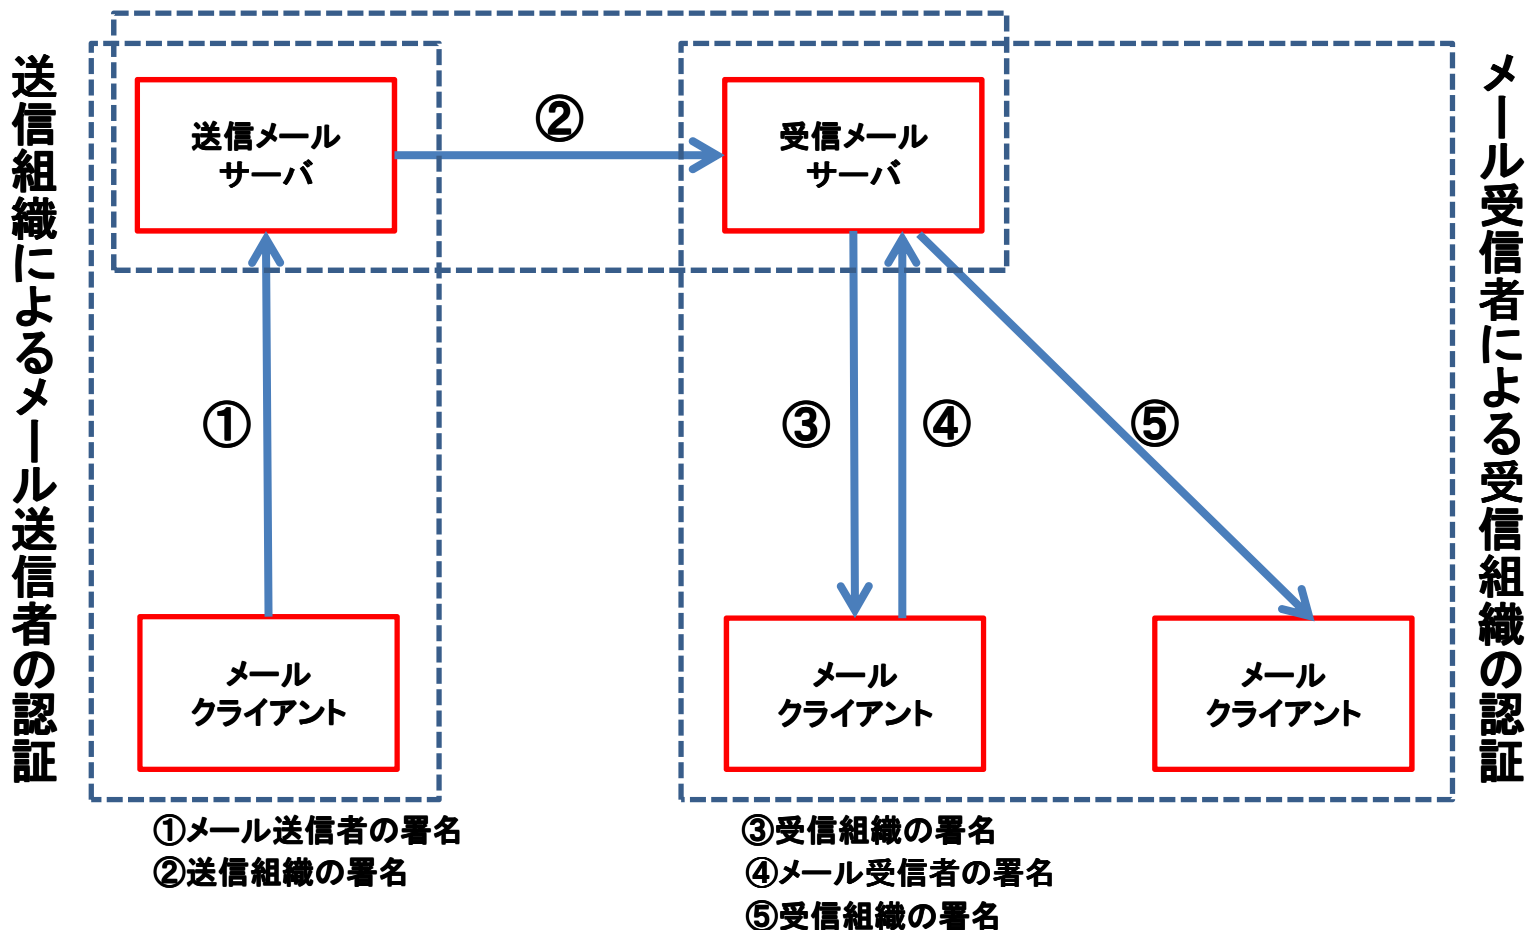 送信組織によるメール送信者の認証
送信メール
サーバ
②
受信メール
サーバ
メール受信者による受信組織の認証
①
③
④
⑤
メール
クライアント
メール
クライアント
メール
クライアント
①メール送信者の署名
②送信組織の署名
③受信組織の署名
④メール受信者の署名
⑤受信組織の署名